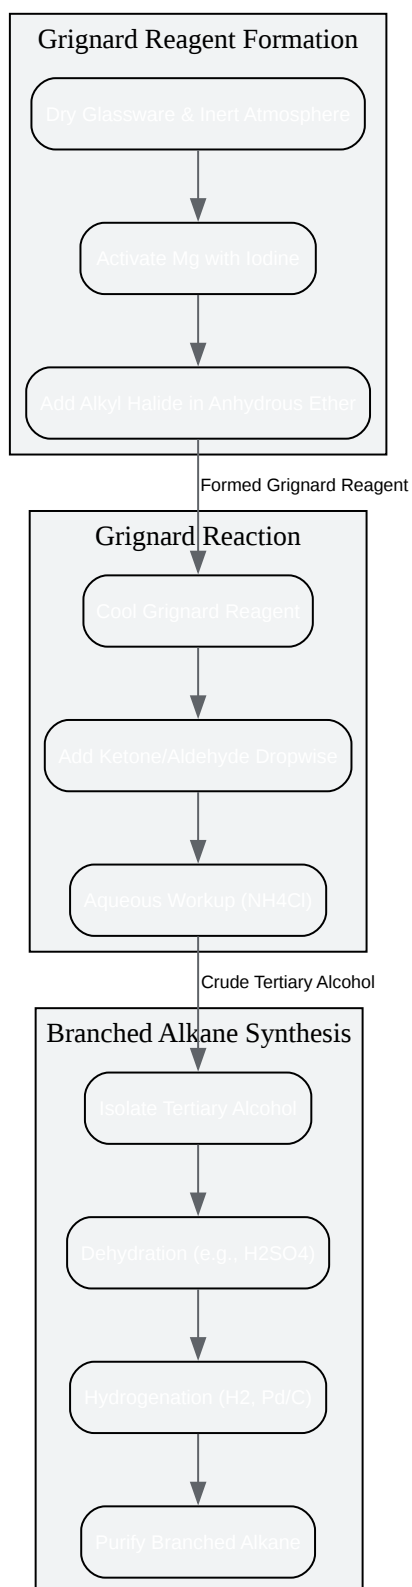 Grignard Reagent Formation
Dry Glassware & Inert Atmosphere
Activate Mg with Iodine
Add Alkyl Halide in Anhydrous Ether
Formed Grignard Reagent
Grignard Reaction
Cool Grignard Reagent
Add Ketone/Aldehyde Dropwise
Aqueous Workup (NH4Cl)
Crude Tertiary Alcohol
Branched Alkane Synthesis
Isolate Tertiary Alcohol
Dehydration (e.g., H2SO4)
Hydrogenation (H2, Pd/C)
Purify Branched Alkane